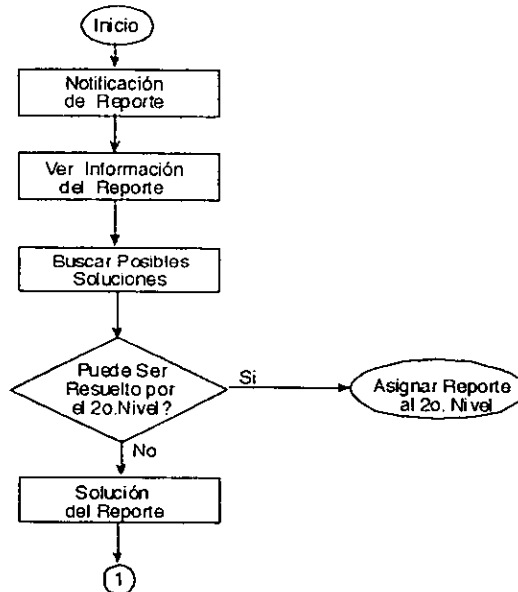 Inicio
Notificación
de Reporte
Ver Información
del Reporte
Buscar Posibles
Soluciones
Puede Ser
Resuelto por
el 2o.Nivel?
Si
Asignar Reporte
al 2o. Nivel
No
Solución
del Reporte
1